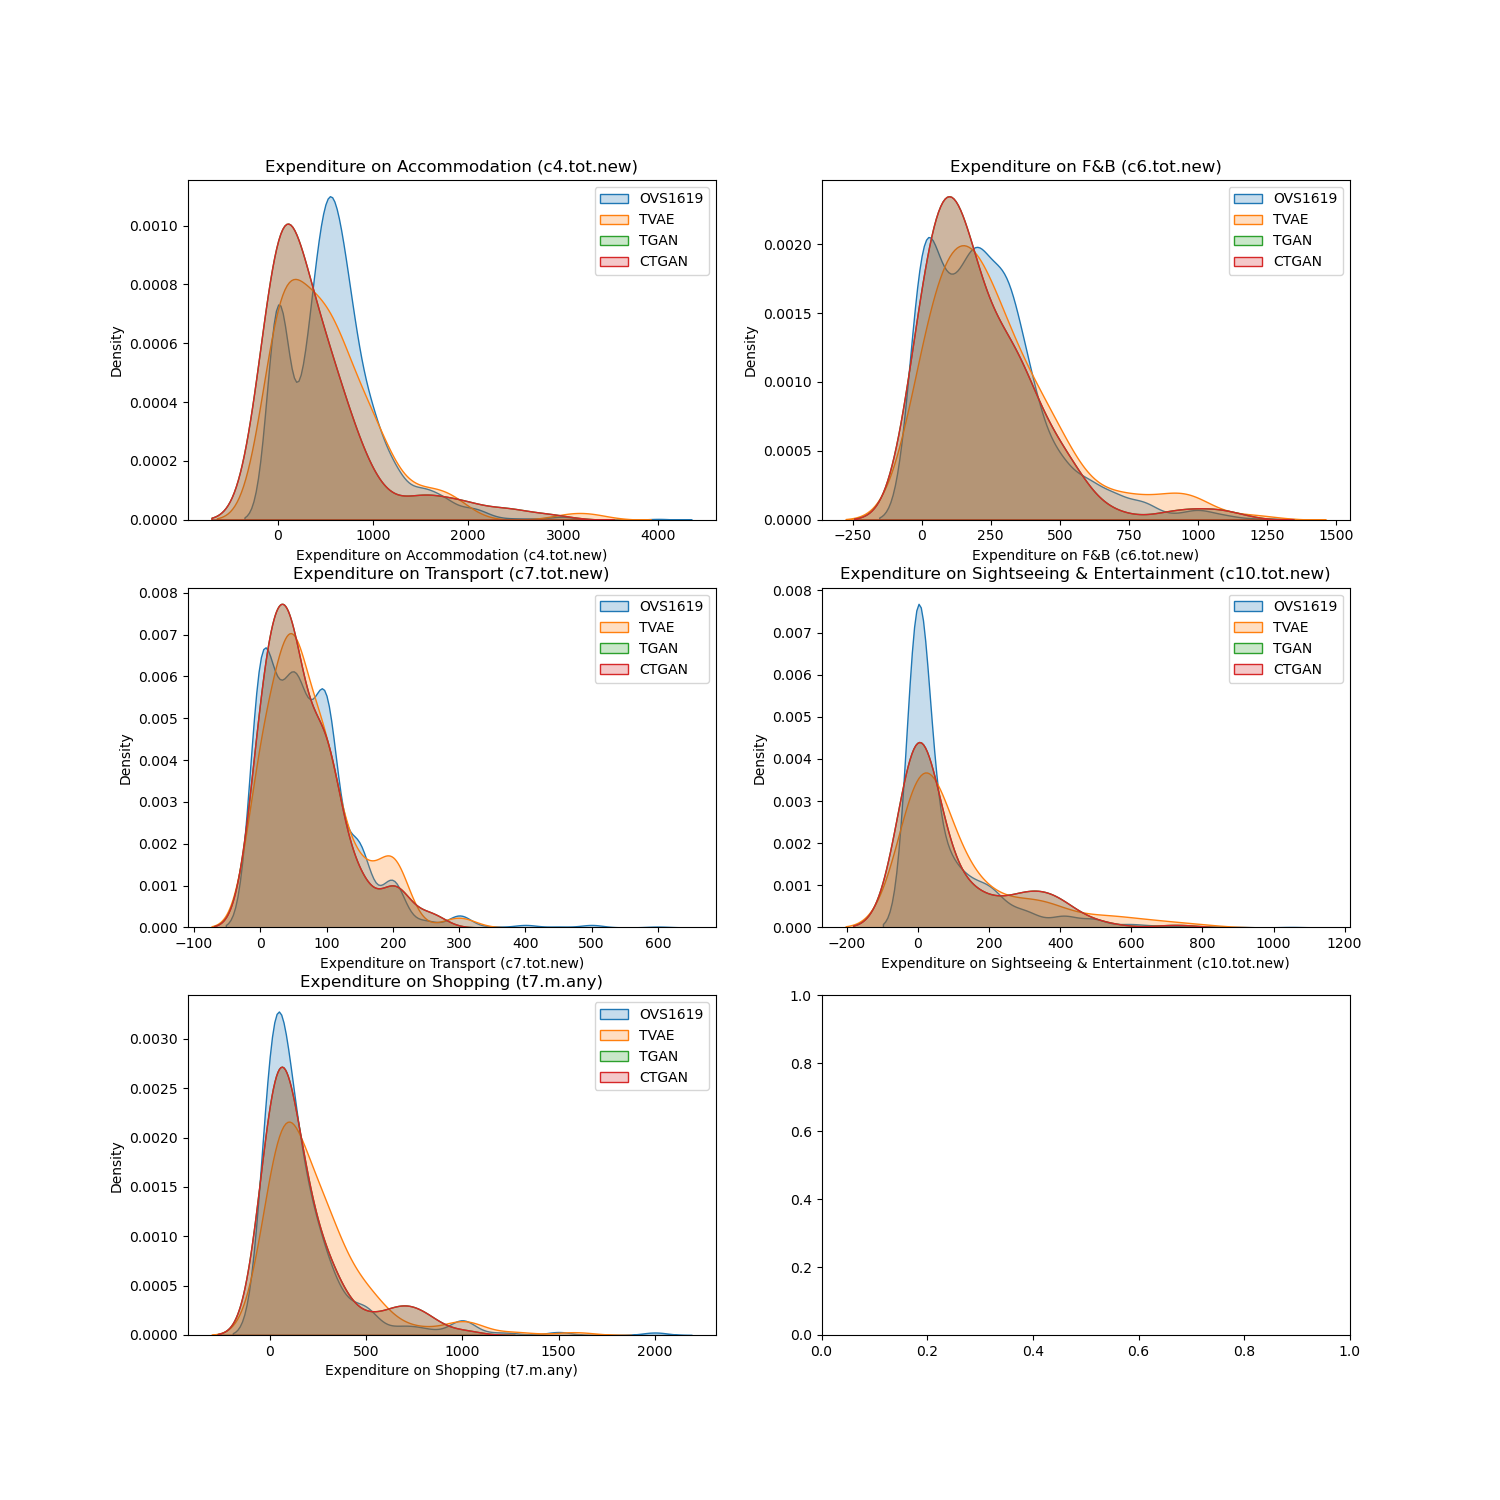 Expenditure on Accommodation (c4.tot.new)
Density
0.0010
0.0008
0.0006
0.0004
0.0002
0.0000
OVS1619
TVAE
TGAN
CTGAN
0 1000 2000 3000 4000
Expenditure on Accommodation (c4.tot.new)
Expenditure on F&B (c6.tot.new)
Density
0.0020
0.0015
0.0010
0.0005
0.0000
OVS1619
TVAE
TGAN
CTGAN
−250 0 250 500 750 1000 1250 1500
Expenditure on F&B (c6.tot.new)
Expenditure on Transport (c7.tot.new)
Density
0.008
0.007
0.006
0.005
0.004
0.003
0.002
0.001
0.000
OVS1619
TVAE
TGAN
CTGAN
−100 0 100 200 300 400 500 600
Expenditure on Transport (c7.tot.new)
Expenditure on Sightseeing & Entertainment (c10.tot.new)
Density
0.008
0.007
0.006
0.005
0.004
0.003
0.002
0.001
0.000
OVS1619
TVAE
TGAN
CTGAN
−200 0 200 400 600 800 1000 1200
Expenditure on Sightseeing & Entertainment (c10.tot.new)
Expenditure on Shopping (t7.m.any)
Density
0.0030
0.0025
0.0020
0.0015
0.0010
0.0005
0.0000
OVS1619
TVAE
TGAN
CTGAN
0 500 1000 1500 2000
Expenditure on Shopping (t7.m.any)
1.0
0.8
0.6
0.4
0.2
0.0
0.0 0.2 0.4 0.6 0.8 1.0